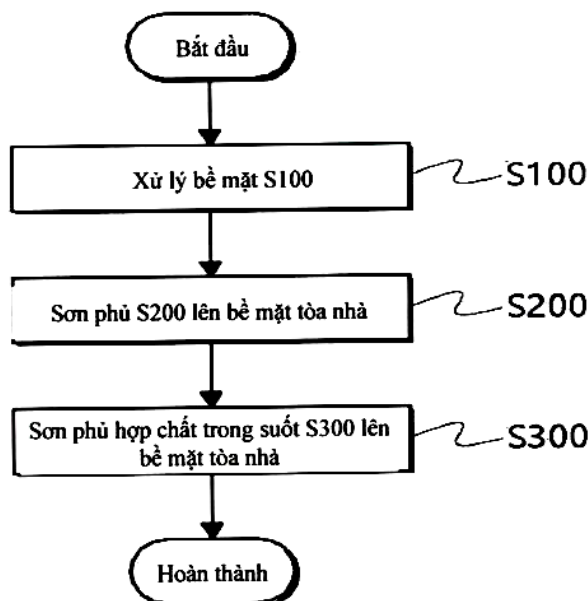 Bắt đầu
Xử lý bề mặt S100
S100
Sơn phủ S200 lên bề mặt tòa nhà
S200
Sơn phủ hợp chất trong suốt S300 lên
bề mặt tòa nhà
S300
Hoàn thành